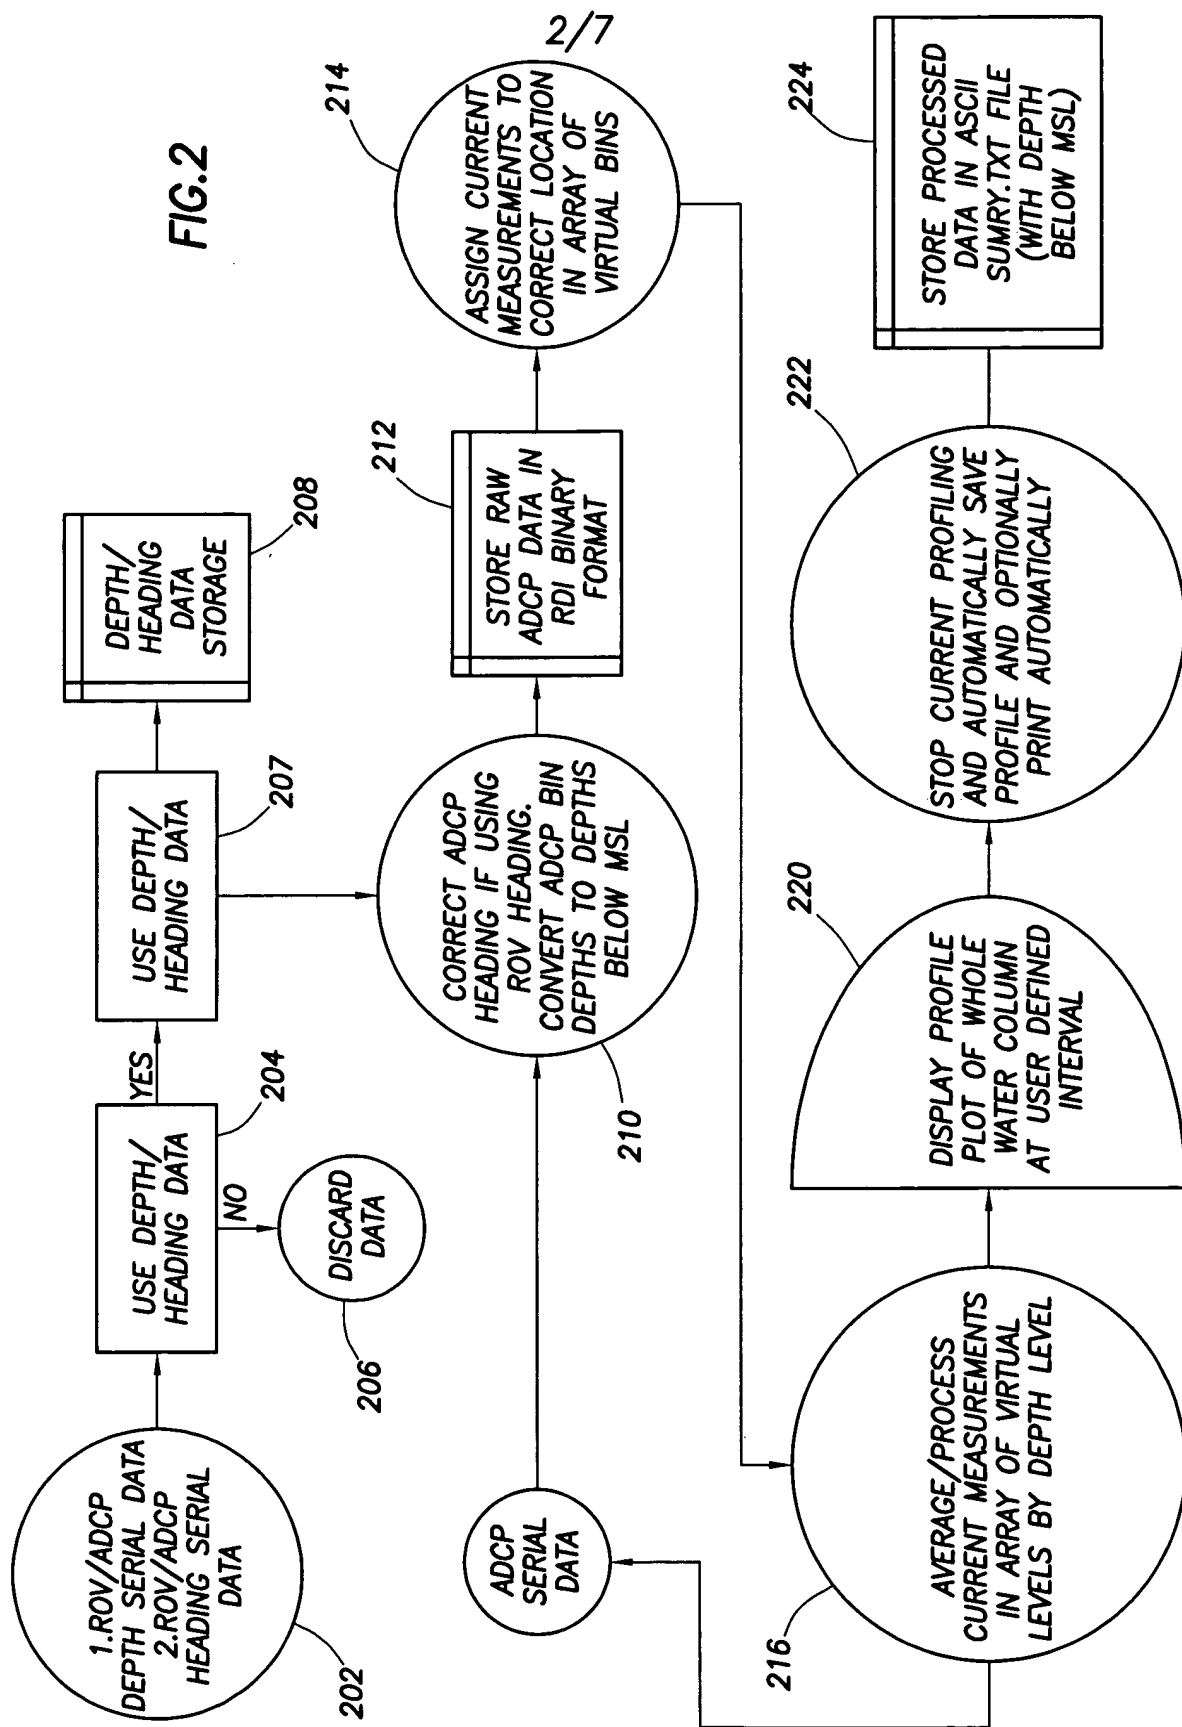 2/7
FIG.2
1.ROV/ADCP
DEPTH SERIAL DATA
2.ROV/ADCP
HEADING SERIAL
DATA
202
USE DEPTH/
HEADING DATA
204
YES
NO
DISCARD
DATA
206
USE DEPTH/
HEADING DATA
207
DEPTH/
HEADING
DATA
STORAGE
208
ADCP
SERIAL
DATA
CORRECT ADCP
HEADING IF USING
ROV HEADING.
CONVERT ADCP BIN
DEPTHS TO DEPTHS
BELOW MSL
210
STORE RAW
ADCP DATA IN
RDI BINARY
FORMAT
212
ASSIGN CURRENT
MEASUREMENTS TO
CORRECT LOCATION
IN ARRAY OF
VIRTUAL BINS
214
AVERAGE/PROCESS
CURRENT MEASUREMENTS
IN ARRAY OF VIRTUAL
LEVELS BY DEPTH LEVEL
216
DISPLAY PROFILE
PLOT OF WHOLE
WATER COLUMN
AT USER DEFINED
INTERVAL
220
STOP CURRENT PROFILING
AND AUTOMATICALLY SAVE
PROFILE AND OPTIONALLY
PRINT AUTOMATICALLY
222
STORE PROCESSED
DATA IN ASCII
SUMRY.TXT FILE
(WITH DEPTH
BELOW MSL)
224